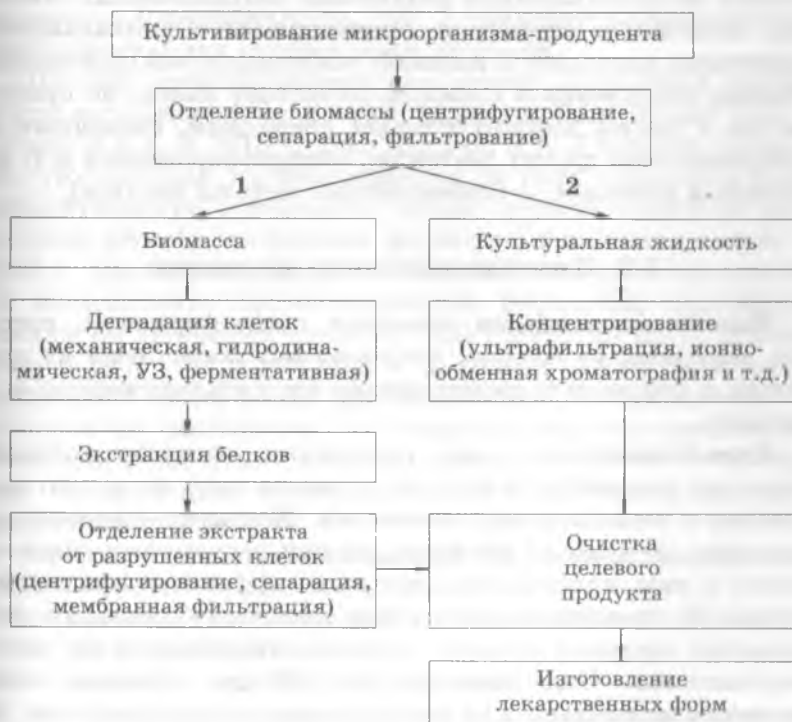 Культивирование микроорганизма-продуцента
Отделение биомассы (центрифугирование,
сепарация, фильтрование)
1
2
Биомасса
Культуральная жидкость
Деградация клеток
(механическая, гидродина-
мическая, УЗ, ферментативная)
Концентрирование
(ультрафильтрация, ионно-
обменная хроматография и т.д.)
Экстракция белков
Отделение экстракта
от разрушенных клеток
(центрифугирование, сепарация,
мембранная фильтрация)
Очистка
целевого
продукта
Изготовление
лекарственных форм